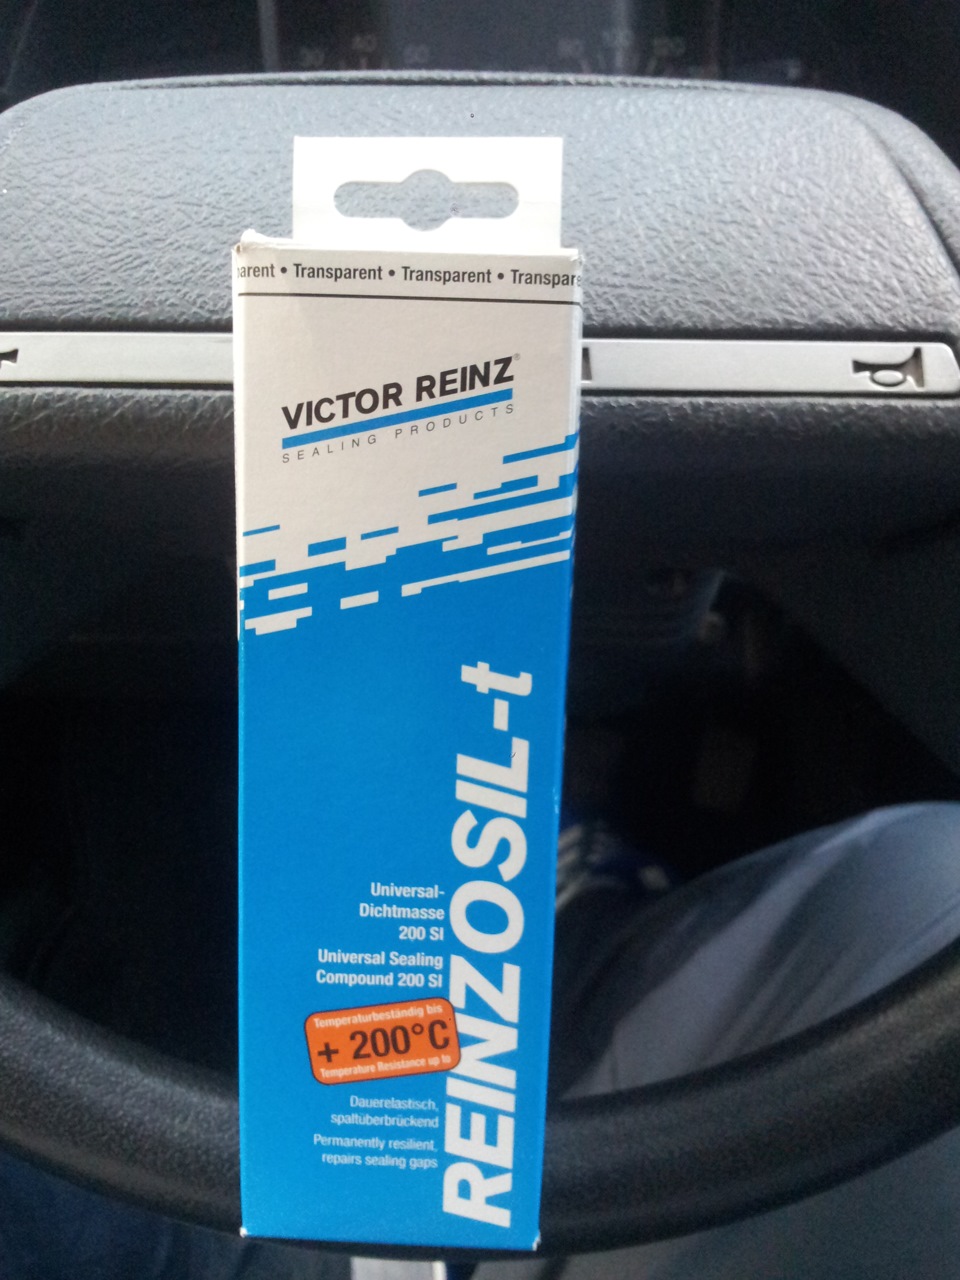 arent • Transparent • Transparent • Transpar
VICTOR REINZ®
SEALING PRODUCTS
REINZOSIL-t
Universal-
Dichtmasse
200 SI
Universal Sealing
Compound 200 SI
Temperaturbeständig bis
+ 200°C
Temperature Resistance up to
Dauerelastisch,
spaltüberbrückend
Permanently resilient,
repairs sealing gaps